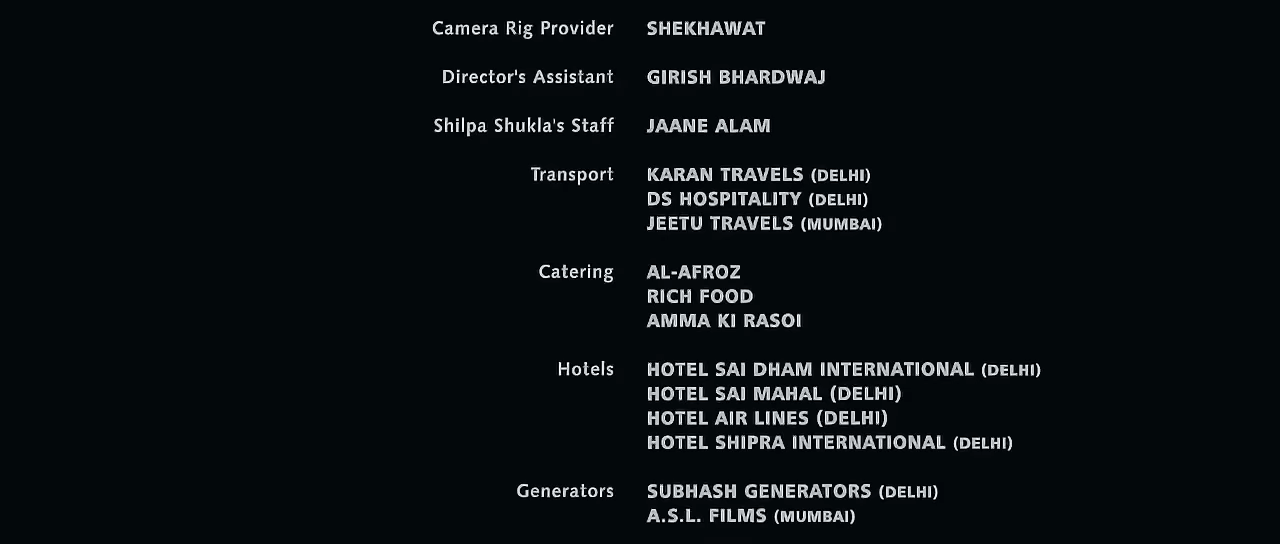 Camera Rig Provider SHEKHAWAT
Director's Assistant GIRISH BHARDWAJ
Shilpa Shukla's Staff JAANE ALAM
Transport KARAN TRAVELS (DELHI)
DS HOSPITALITY (DELHI)
JEETU TRAVELS (MUMBAI)
Catering AL-AFROZ
RICH FOOD
AMMA KI RASOI
Hotels HOTEL SAI DHAM INTERNATIONAL (DELHI)
HOTEL SAI MAHAL (DELHI)
HOTEL AIR LINES (DELHI)
HOTEL SHIPRA INTERNATIONAL (DELHI)
Generators SUBHASH GENERATORS (DELHI)
A.S.L. FILMS (MUMBAI)